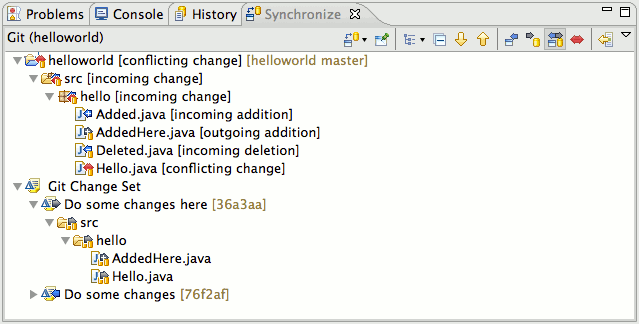 Problems Console History Synchronize
Git (helloworld)
helloworld [conflicting change] [helloworld master]
src [incoming change]
hello [incoming change]
Added.java [incoming addition]
AddedHere.java [outgoing addition]
Deleted.java [incoming deletion]
Hello.java [conflicting change]
Git Change Set
Do some changes here [36a3aa]
src
hello
AddedHere.java
Hello.java
Do some changes [76f2af]